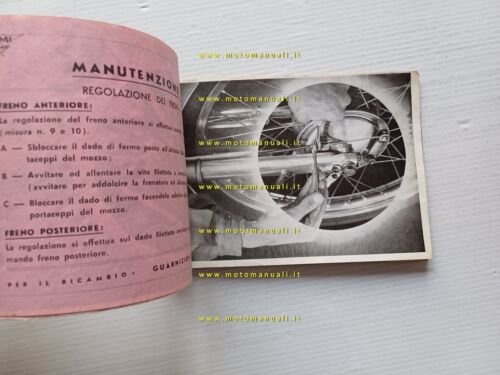 MI
MANUTENZIONE
REGOLAZIONE DEI FRENI
FRENO ANTERIORE:
La regolazione del freno anteriore si effettua
(misura n. 9 e 10).
A — Sbloccare il dado di fermo posto all'
taceppi del mozzo;
B — Avvitare od allentare la vite filettata
(avvitare per addolcire la frenatura ed
C — Bloccare il dado di fermo facendolo
portaceppi del mozzo.
FRENO POSTERIORE:
La regolazione si effettua sul dado filettato
mando freno posteriore.
PER IL RICAMBIO: GUARNIZIONI
www.motomanuali.it
www.motomanuali.it
www.motomanuali.it
www.motomanuali.it
www.motomanuali.it
www.motomanuali.it
www.motomanuali.it